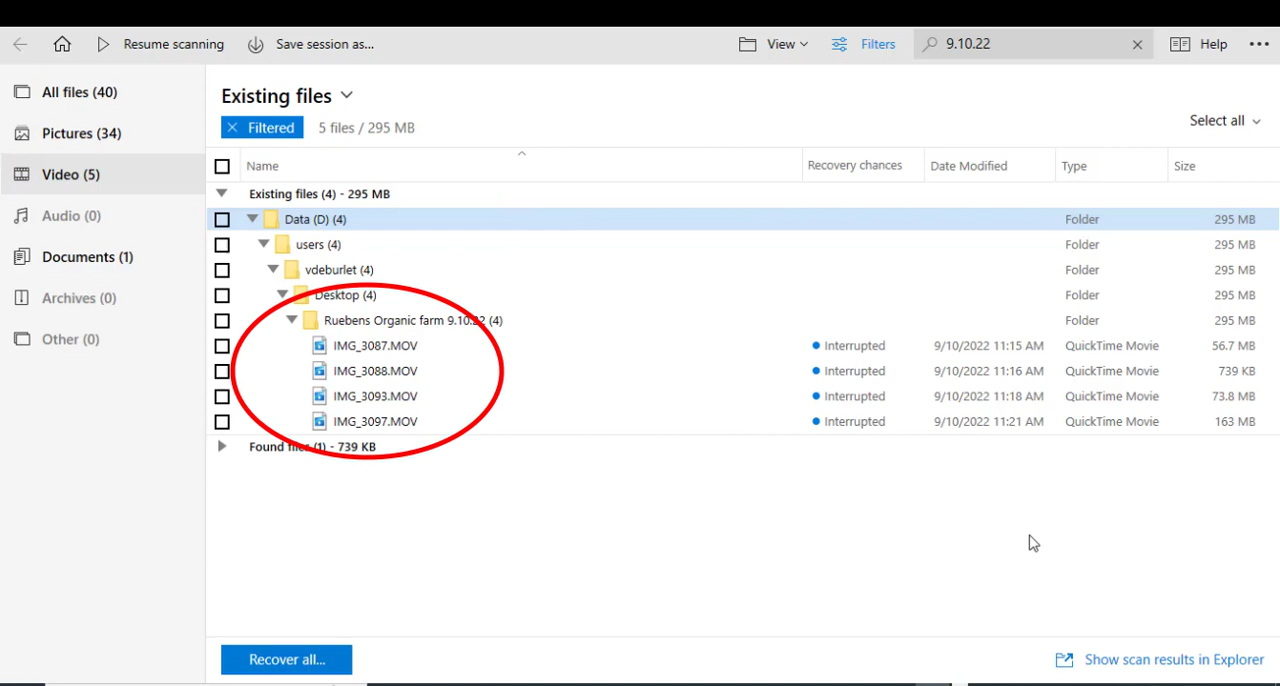 Resume scanning Save session as... View Filters 9.10.22 Help
All files (40)
Pictures (34)
Video (5)
Audio (0)
Documents (1)
Archives (0)
Other (0)
Existing files
Filtered 5 files / 295 MB
Select all
Name Recovery chances Date Modified Type Size
Existing files (4) - 295 MB
Data (D) (4) Folder 295 MB
users (4) Folder 295 MB
vdeburlet (4) Folder 295 MB
Desktop (4) Folder 295 MB
Ruebens Organic farm 9.10.22 (4) Folder 295 MB
IMG_3087.MOV Interrupted 9/10/2022 11:15 AM QuickTime Movie 56.7 MB
IMG_3088.MOV Interrupted 9/10/2022 11:16 AM QuickTime Movie 739 KB
IMG_3093.MOV Interrupted 9/10/2022 11:18 AM QuickTime Movie 73.8 MB
IMG_3097.MOV Interrupted 9/10/2022 11:21 AM QuickTime Movie 163 MB
Found files (1) - 739 KB
Recover all... Show scan results in Explorer